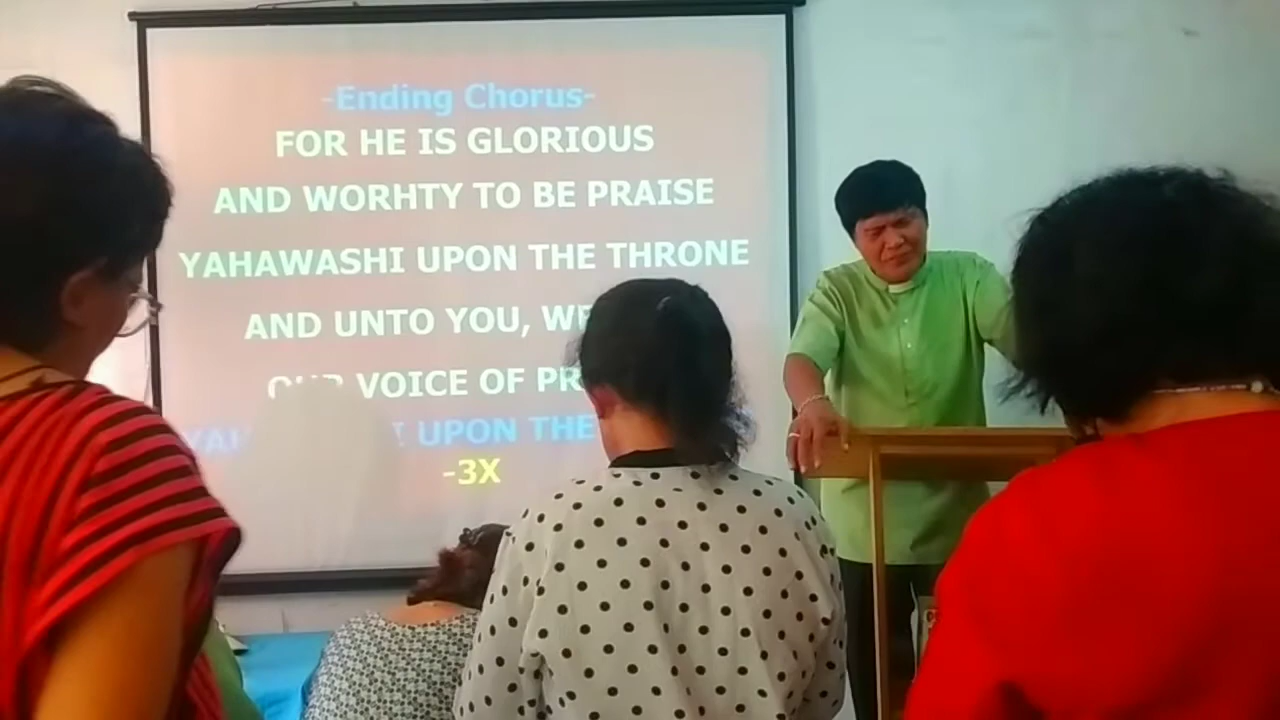 -Ending Chorus-
FOR HE IS GLORIOUS
AND WORHTY TO BE PRAISE
YAHAWASHI UPON THE THRONE
AND UNTO YOU,
VOICE OF
UPON THE
-3X